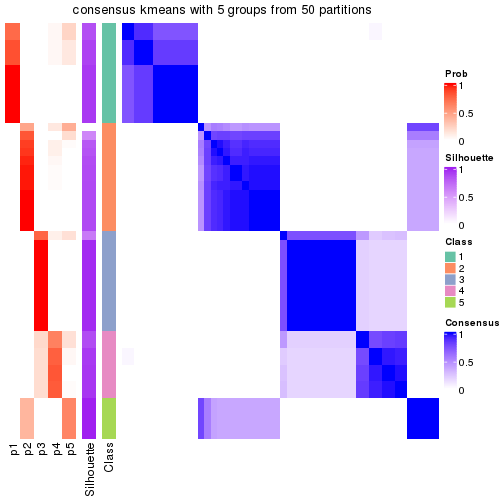 consensus kmeans with 5 groups from 50 partitions
Prob
1
0.5
0
Silhouette
1
0.5
0
Class
1
2
3
4
5
Consensus
1
0.5
0
p1
p2
p3
p4
p5
Silhouette
Class